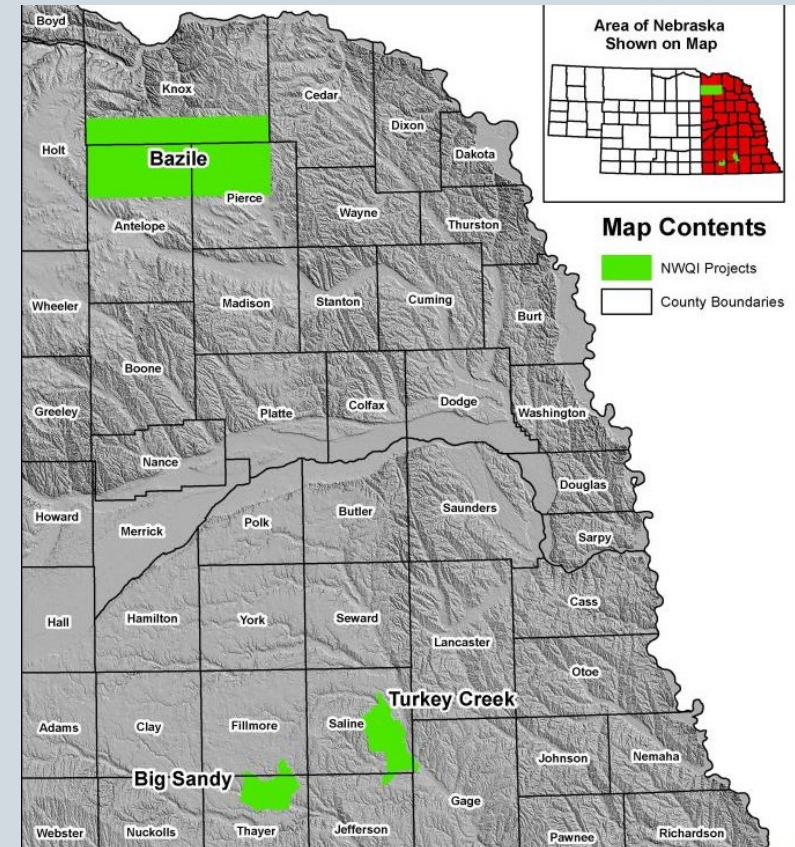 Boyd
Knox
Cedar
Dixon
Dakota
Holt
Bazile
Pierce
Antelope
Wayne
Thurston
Wheeler
Madison
Stanton
Cuming
Burt
Boone
Greeley
Platte
Colfax
Dodge
Washington
Nance
Douglas
Howard
Merrick
Polk
Butler
Saunders
Sarpy
Hall
Hamilton
York
Seward
Cass
Lancaster
Otoe
Turkey Creek
Adams
Clay
Fillmore
Saline
Johnson
Nemaha
Big Sandy
Gage
Webster
Nuckolls
Thayer
Jefferson
Pawnee
Richardson
Area of Nebraska
Shown on Map
Map Contents
NWQI Projects
County Boundaries